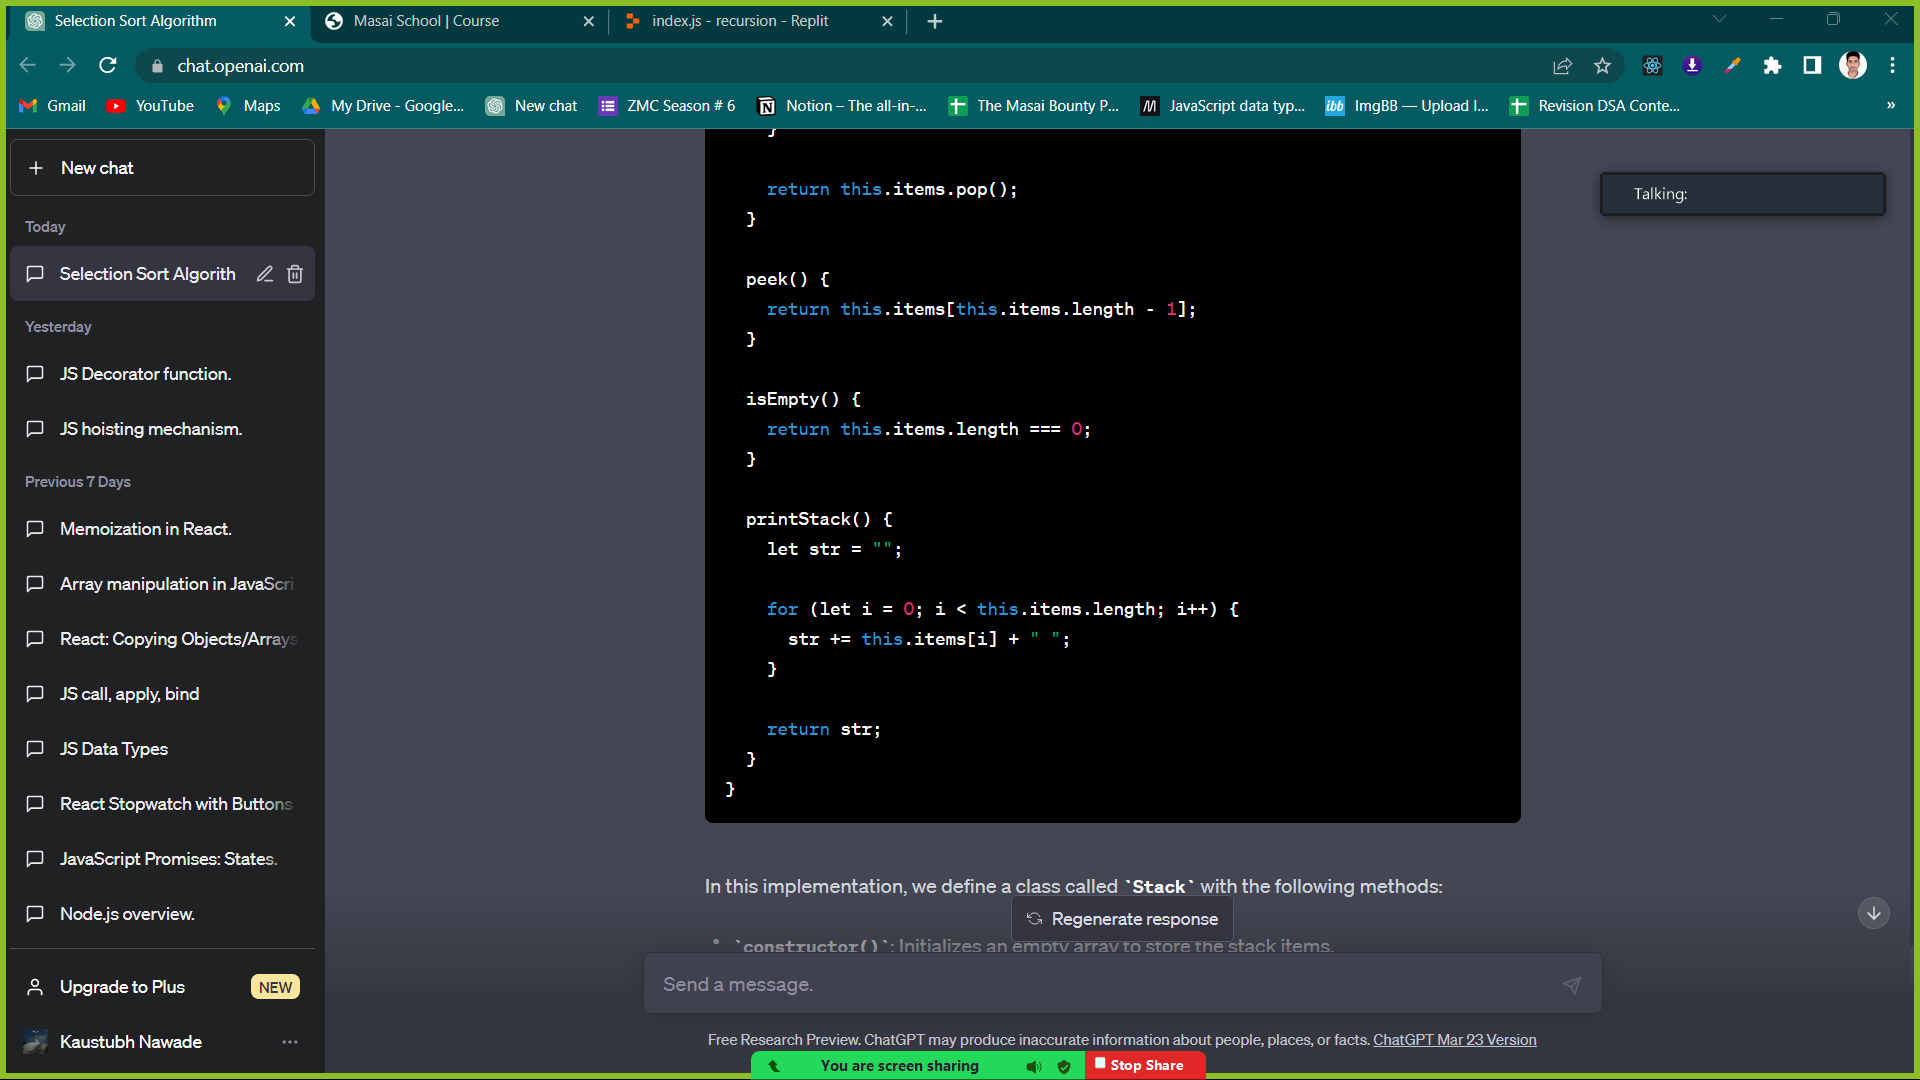 Selection Sort Algorithm
Masai School | Course
index.js - recursion - Replit
chat.openai.com
Gmail
YouTube
Maps
My Drive - Google...
New chat
ZMC Season # 6
Notion – The all-in-...
The Masai Bounty P...
JavaScript data typ...
ImgBB — Upload I...
Revision DSA Conte...
»
New chat
Today
Selection Sort Algorith
Yesterday
JS Decorator function.
JS hoisting mechanism.
Previous 7 Days
Memoization in React.
Array manipulation in JavaScri
React: Copying Objects/Arrays
JS call, apply, bind
JS Data Types
React Stopwatch with Buttons
JavaScript Promises: States.
Node.js overview.
Upgrade to Plus
NEW
Kaustubh Nawade
}
return this.items.pop();
}
peek() {
return this.items[this.items.length - 1];
}
isEmpty() {
return this.items.length === 0;
}
printStack() {
let str = "";
for (let i = 0; i < this.items.length; i++) {
str += this.items[i] + " ";
}
return str;
}
}
Talking:
In this implementation, we define a class called `Stack` with the following methods:
Regenerate response
• `constructor()`: Initializes an empty array to store the stack items.
Send a message.
Free Research Preview. ChatGPT may produce inaccurate information about people, places, or facts. ChatGPT Mar 23 Version
You are screen sharing
Stop Share